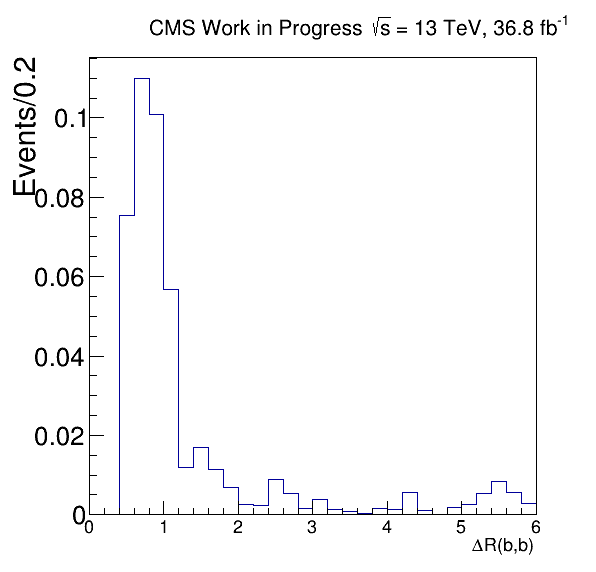 CMS Work in Progress √s = 13 TeV, 36.8 fb⁻¹
Events/0.2
0.1
0.08
0.06
0.04
0.02
0
0 1 2 3 4 5 6
ΔR(b,b)